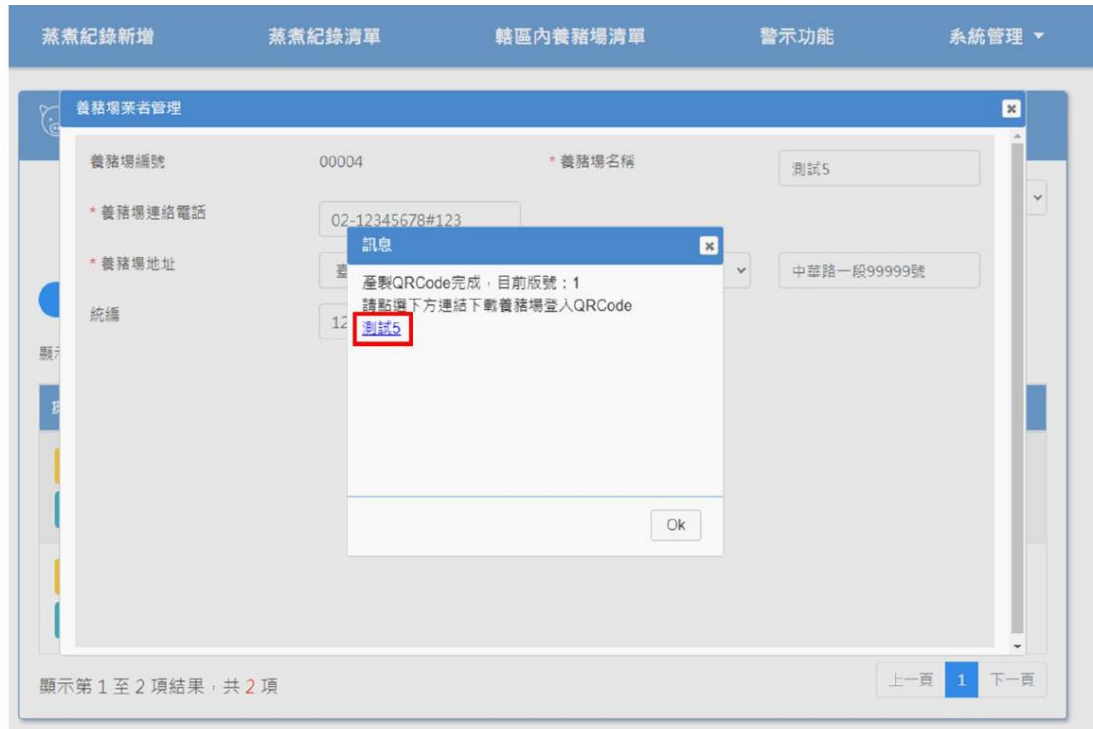 蒸煮紀錄新增 蒸煮紀錄清單 轄區內養豬場清單 警示功能 系統管理
養豬場業者管理
養豬場編號 00004 * 養豬場名稱 測試5
* 養豬場連絡電話 02-12345678#123
訊息
* 養豬場地址 中華路一段99999號
產製QRCode完成，目前版號：1
請點選下方連結下載養豬場登入QRCode
統編 12
測試5
顯示
Ok
顯示第 1 至 2 項結果，共 2 項
上一頁 1 下一頁